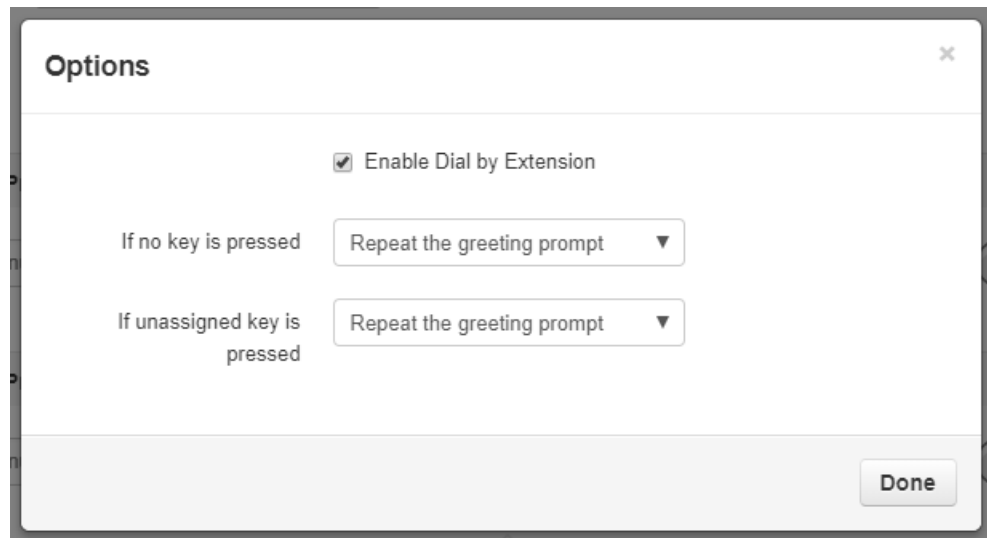 Options
×
Enable Dial by Extension
If no key is pressed
Repeat the greeting prompt
If unassigned key is
pressed
Repeat the greeting prompt
Done